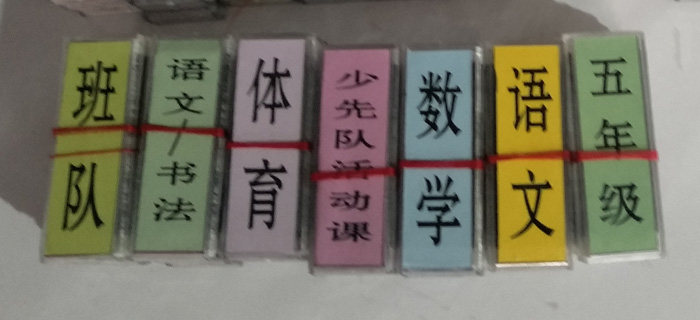 班队
语文/书法
体育
少先队活动课
数学
语文
五年级